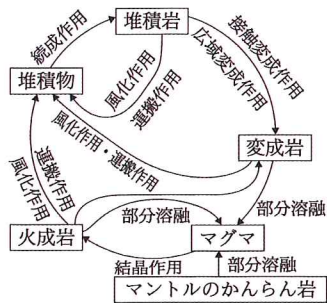 堆積岩
続成作用
堆積物
風化作用
運搬作用
接触変成作用
広域変成作用
風化作用・運搬作用
変成岩
運搬作用
風化作用
部分溶融
部分溶融
火成岩
マグマ
結晶作用
部分溶融
マントルのかんらん岩